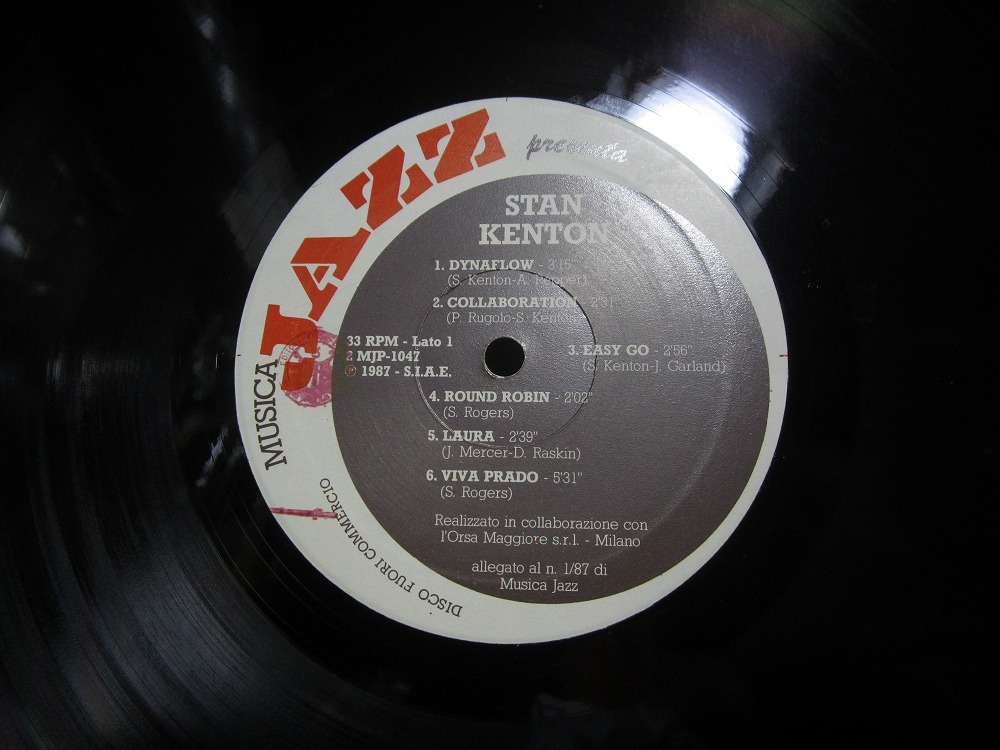 MUSICA JAZZ presenta
STAN
KENTON
1. DYNAFLOW - 3'15"
(S. Kenton-A. Pepper)
2. COLLABORATION - 2'31"
(P. Rugolo-S. Kenton)
33 RPM - Lato 1
2 MJP-1047
℗ 1987 - S.I.A.E.
3. EASY GO - 2'56"
(S. Kenton-J. Garland)
4. ROUND ROBIN - 2'02"
(S. Rogers)
5. LAURA - 2'39"
(J. Mercer-D. Raskin)
6. VIVA PRADO - 5'31"
(S. Rogers)
Realizzato in collaborazione con
l'Orsa Maggiore s.r.l. - Milano
allegato al n. 1/87 di
Musica Jazz
DISCO FUORI COMMERCIO